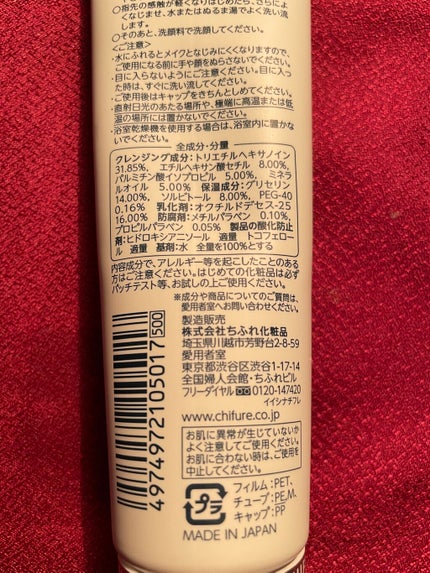 ○指先の感触が軽くなりはじめたら、さらによ
くなじませ、水またはぬるま湯でよく洗い流
します。
○そのあと、洗顔料で洗顔してください。
<ご注意>
・水にふれるとメイクとなじみにくくなりますので、
ご使用になる前に手や顔をぬらさないでください。
・目に入らないようにご注意ください。目に入っ
た時は、すぐに洗い流してください。
・ご使用後はキャップをきちんとしめてください。
・直射日光のあたる場所や、極端に高温または低
温の場所には置かないでください。
・浴室乾燥機を使用する場合は、浴室内に置かな
いでください。
全成分・分量
クレンジング成分:トリエチルヘキサノイン
31.85%、エチルヘキサン酸セチル 8.00%、
パルミチン酸イソプロピル 5.00%、ミネラ
ルオイル 5.00% 保湿成分:グリセリン
14.00%、ソルビトール 8.00%、PEG-40
0.16% 乳化剤:オクチルドデセス-25
16.00% 防腐剤:メチルパラベン 0.10%、
プロピルパラベン 0.05% 製品の酸化防止
剤:ヒドロキシアニソール 適量 トコフェロー
ル 適量 基剤:水 全量を100%とする
内容成分で、アレルギー等を起こしたことのある
方はご注意ください。はじめての化粧品は必ず
パッチテスト等、お試しの上ご使用ください。
※成分や商品についてのご質問は、
愛用者室へお問い合わせください。
製造販売
株式会社ちふれ化粧品
埼玉県川越市芳野台2-8-59
愛用者室
東京都渋谷区渋谷1-17-14
全国婦人会館・ちふれビル
フリーダイヤル 0120-147420
イイシナチフレ
www.chifure.co.jp
お肌に異常が生じていないか
よく注意してご使用ください。
お肌に合わない時は、ご使用を
中止してください。
プラ
フィルム:PET、
チューブ:PE,M、
キャップ:PP
MADE IN JAPAN
4974972105017
500